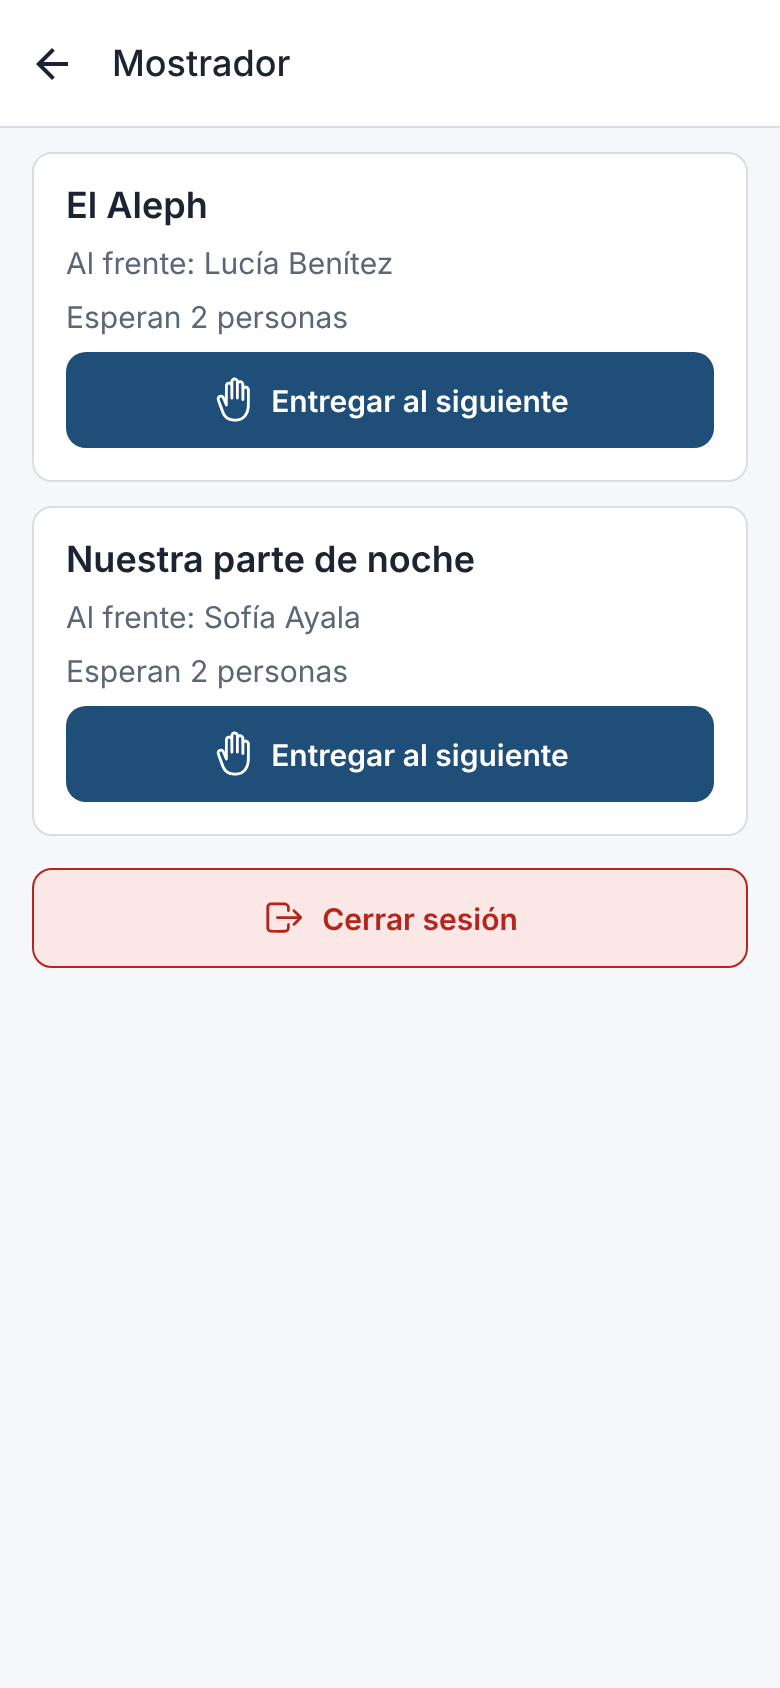 Mostrador
El Aleph
Al frente: Lucía Benítez
Esperan 2 personas
Entregar al siguiente
Nuestra parte de noche
Al frente: Sofía Ayala
Esperan 2 personas
Entregar al siguiente
Cerrar sesión